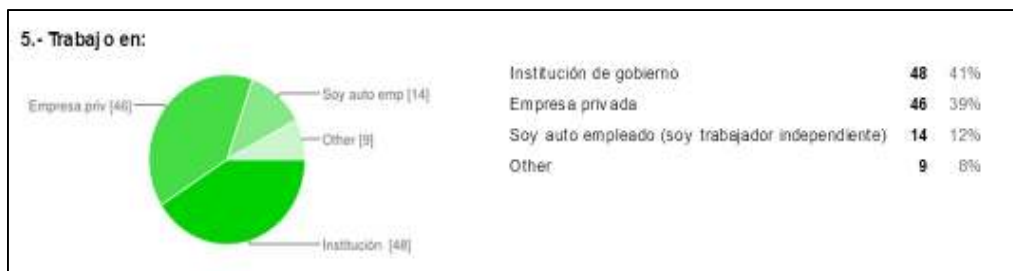 5.- Trabajo en:
Empresa priv [46]
Soy auto emp [14]
Other [9]
Institución [48]
Institución de gobierno 48 41%
Empresa privada 46 39%
Soy auto empleado (soy trabajador independiente) 14 12%
Other 9 8%